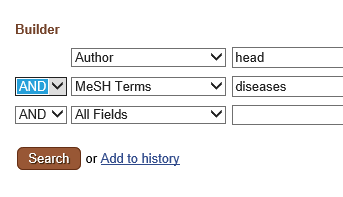 Builder
Author head
AND MeSH Terms diseases
AND All Fields
Search or Add to history